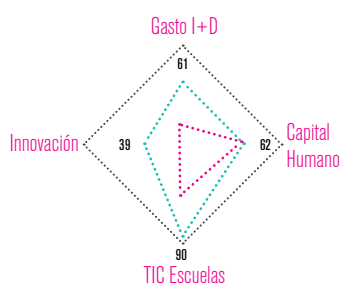 Gasto I+D
61
Innovación
39
62
Capital
Humano
90
TIC Escuelas